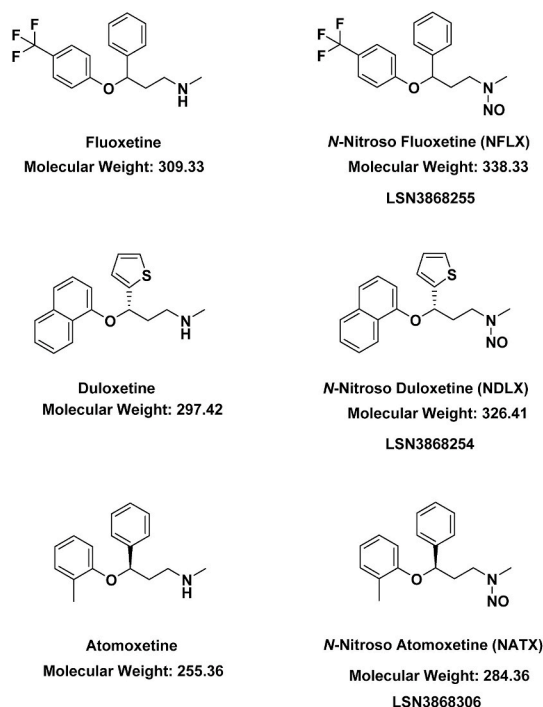 F
F
F
O
N
H
Fluoxetine
Molecular Weight: 309.33
F
F
F
O
N
NO
N-Nitroso Fluoxetine (NFLX)
Molecular Weight: 338.33
LSN3868255
S
O
N
H
Duloxetine
Molecular Weight: 297.42
S
O
N
NO
N-Nitroso Duloxetine (NDLX)
Molecular Weight: 326.41
LSN3868254
O
N
H
Atomoxetine
Molecular Weight: 255.36
O
N
NO
N-Nitroso Atomoxetine (NATX)
Molecular Weight: 284.36
LSN3868306